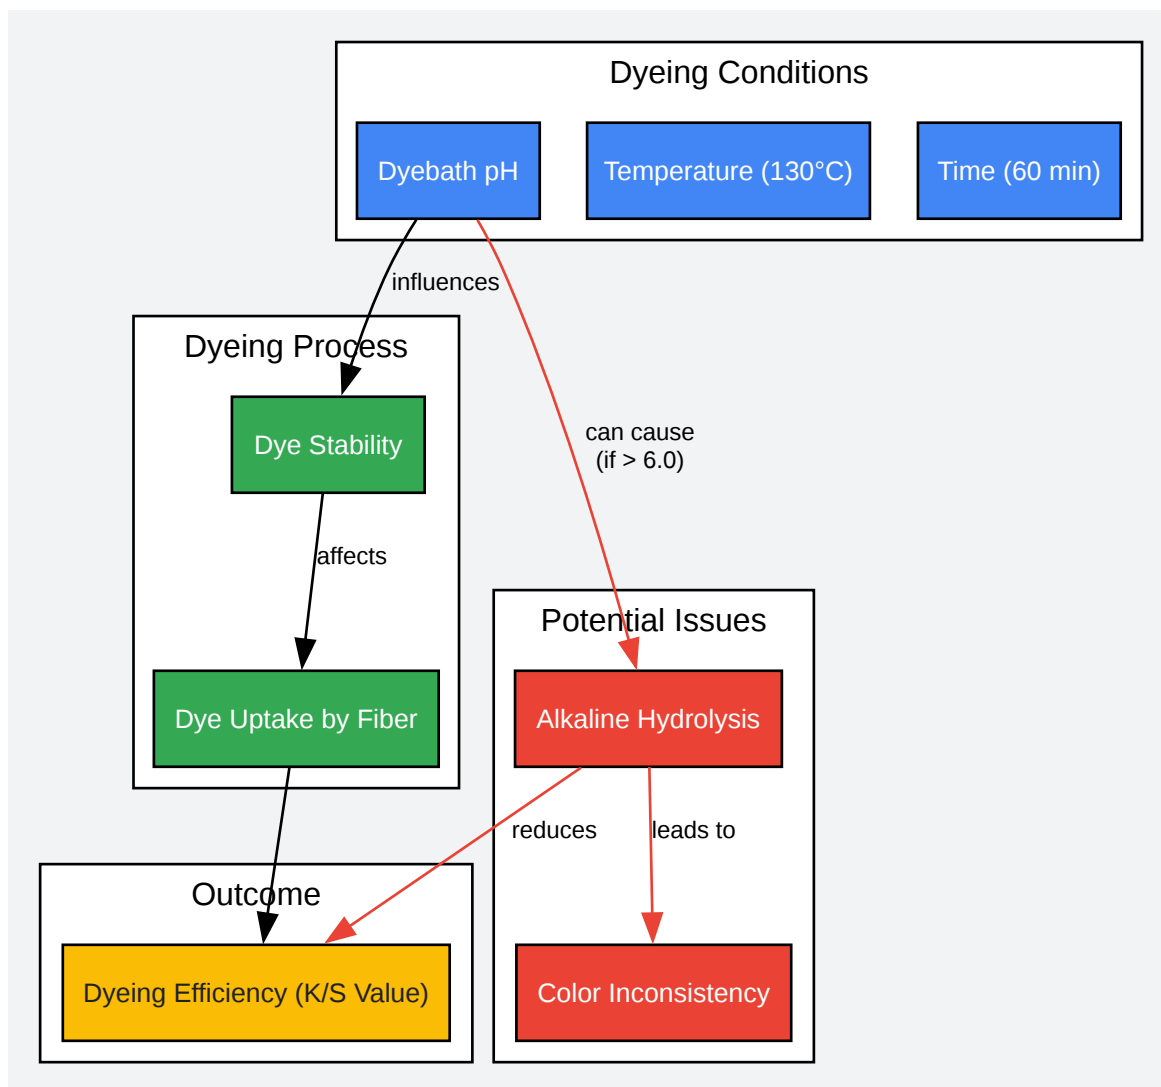 Dyeing Conditions
Dyebath pH
Temperature (130°C)
Time (60 min)
influences
Dyeing Process
Dye Stability
can cause
(if > 6.0)
affects
Potential Issues
Dye Uptake by Fiber
Alkaline Hydrolysis
reduces
leads to
Outcome
Dyeing Efficiency (K/S Value)
Color Inconsistency